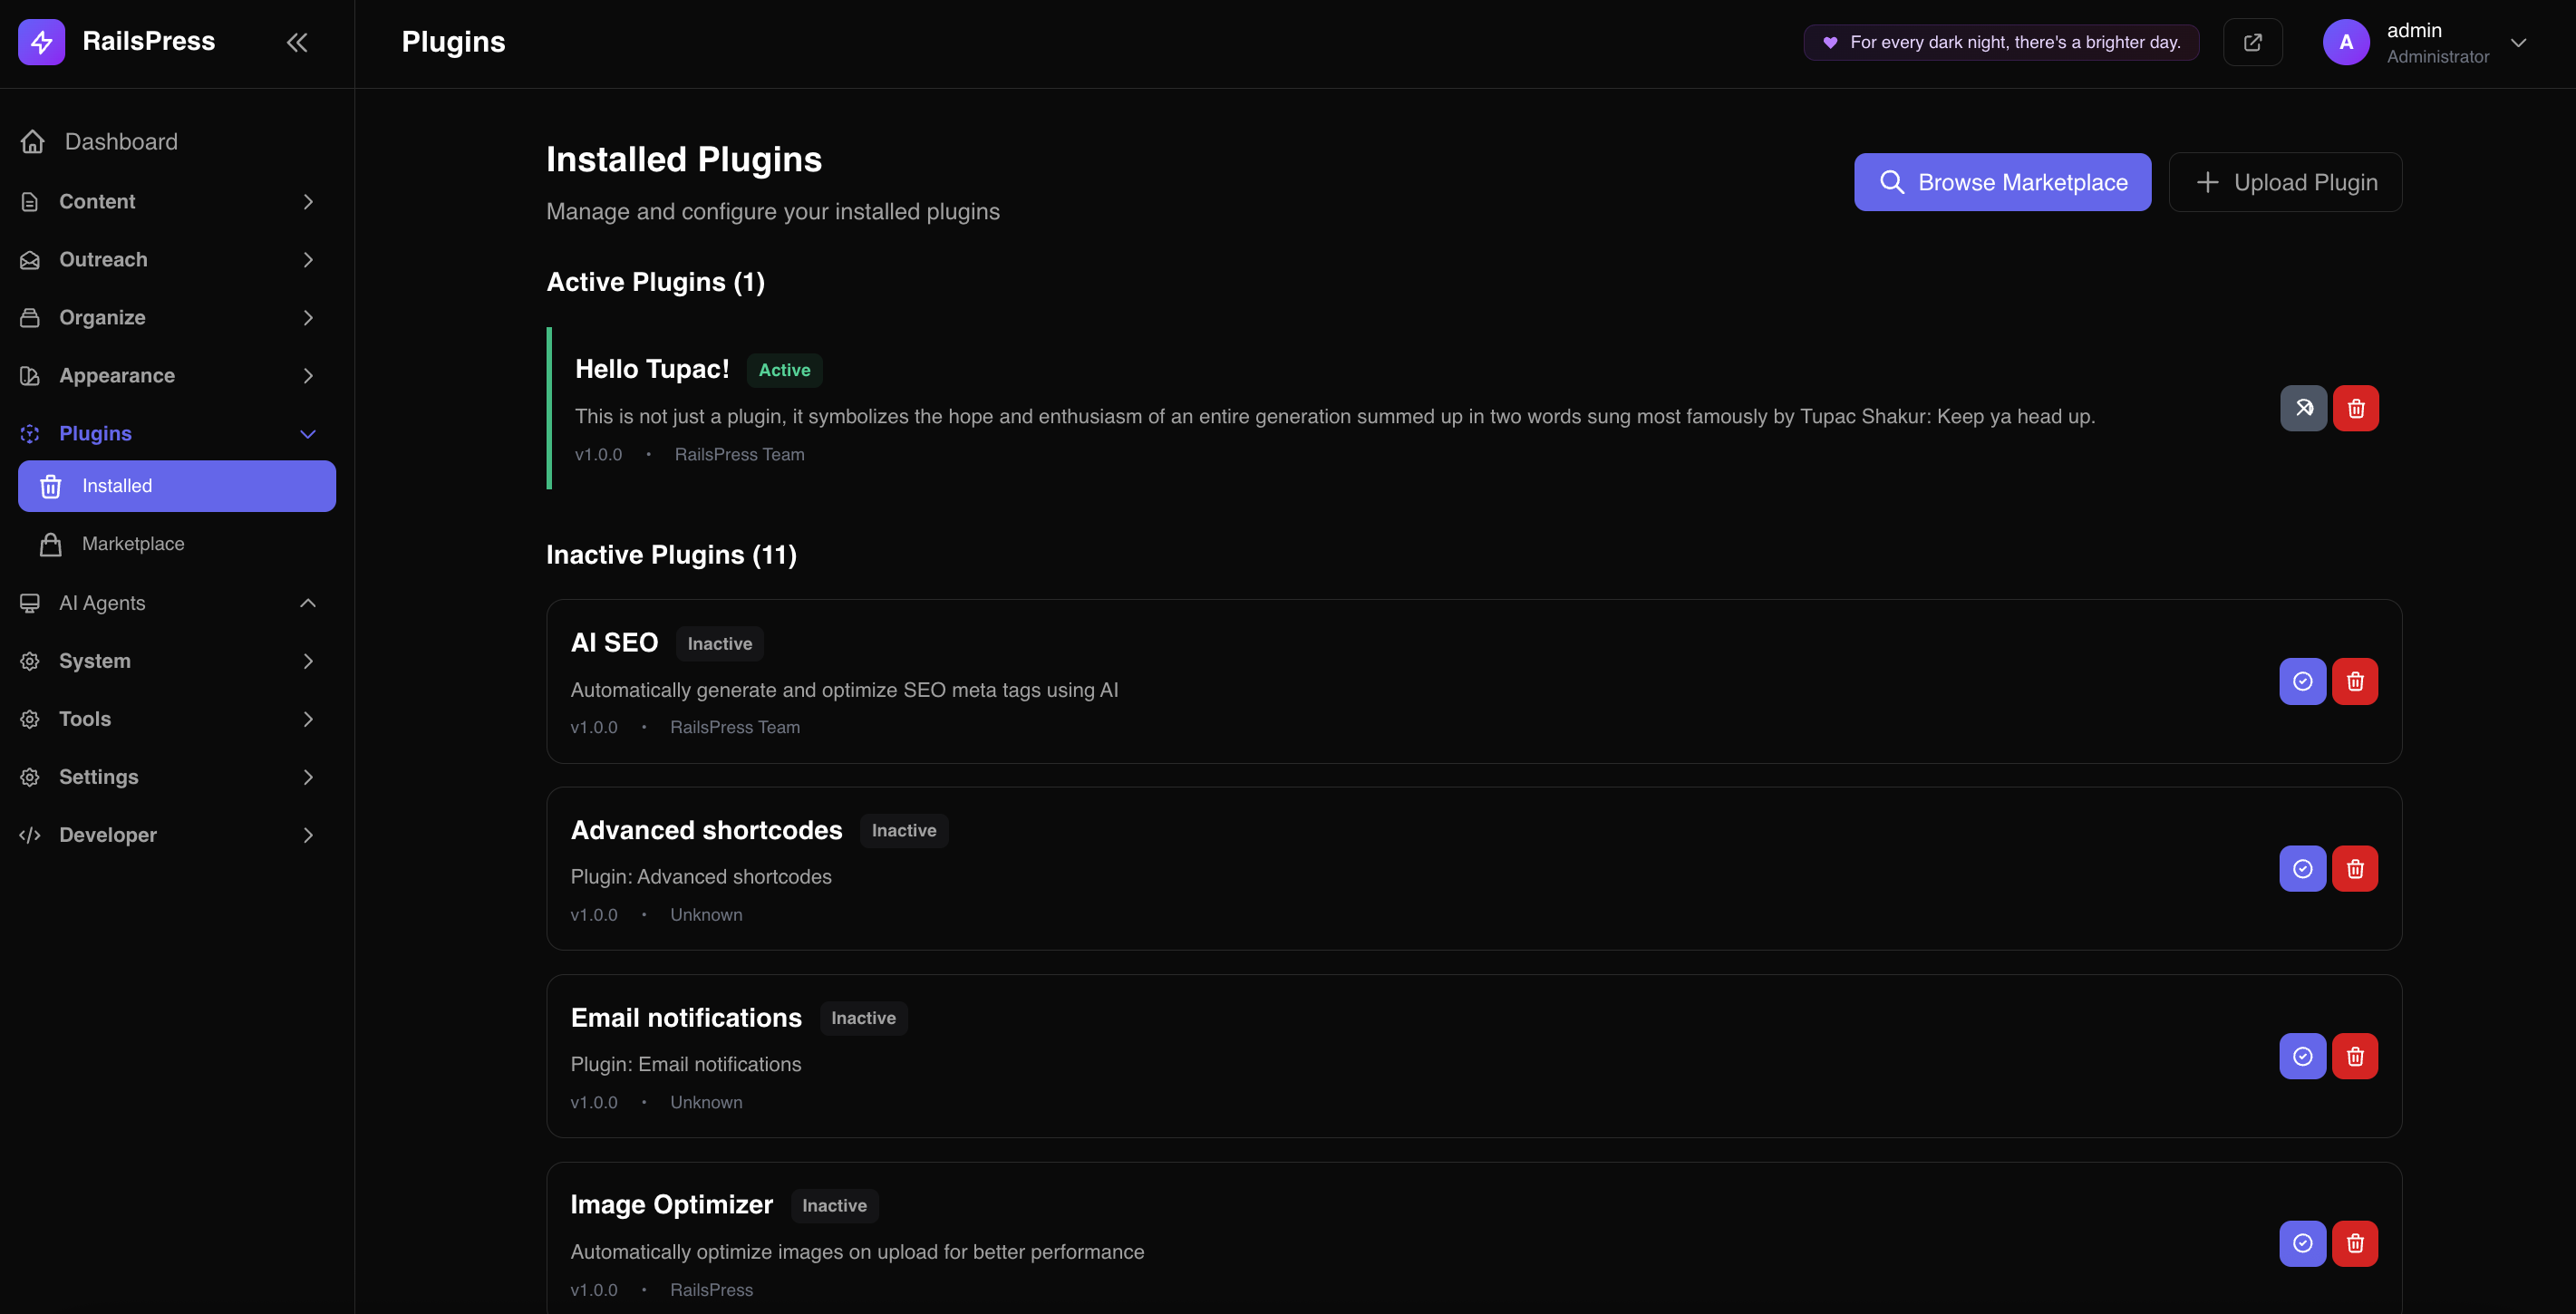 RailsPress
Plugins
For every dark night, there's a brighter day.
A
admin
Administrator
Dashboard
Content
Outreach
Organize
Appearance
Plugins
Installed
Marketplace
AI Agents
System
Tools
Settings
Developer
Installed Plugins
Manage and configure your installed plugins
Browse Marketplace
Upload Plugin
Active Plugins (1)
Hello Tupac! Active
This is not just a plugin, it symbolizes the hope and enthusiasm of an entire generation summed up in two words sung most famously by Tupac Shakur: Keep ya head up.
v1.0.0 • RailsPress Team
Inactive Plugins (11)
AI SEO Inactive
Automatically generate and optimize SEO meta tags using AI
v1.0.0 • RailsPress Team
Advanced shortcodes Inactive
Plugin: Advanced shortcodes
v1.0.0 • Unknown
Email notifications Inactive
Plugin: Email notifications
v1.0.0 • Unknown
Image Optimizer Inactive
Automatically optimize images on upload for better performance
v1.0.0 • RailsPress